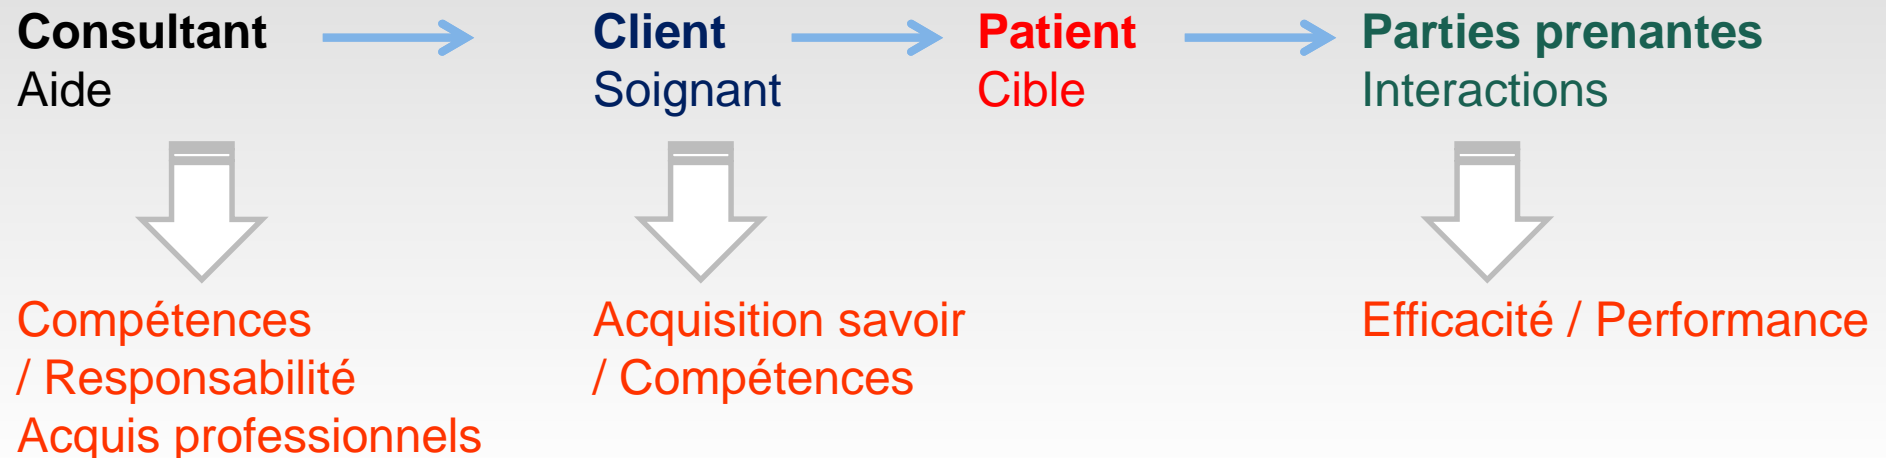 Consultant
Aide
Client
Soignant
Patient
Cible
Parties prenantes
Interactions
Compétences
/ Responsabilité
Acquis professionnels
Acquisition savoir
/ Compétences
Efficacité / Performance